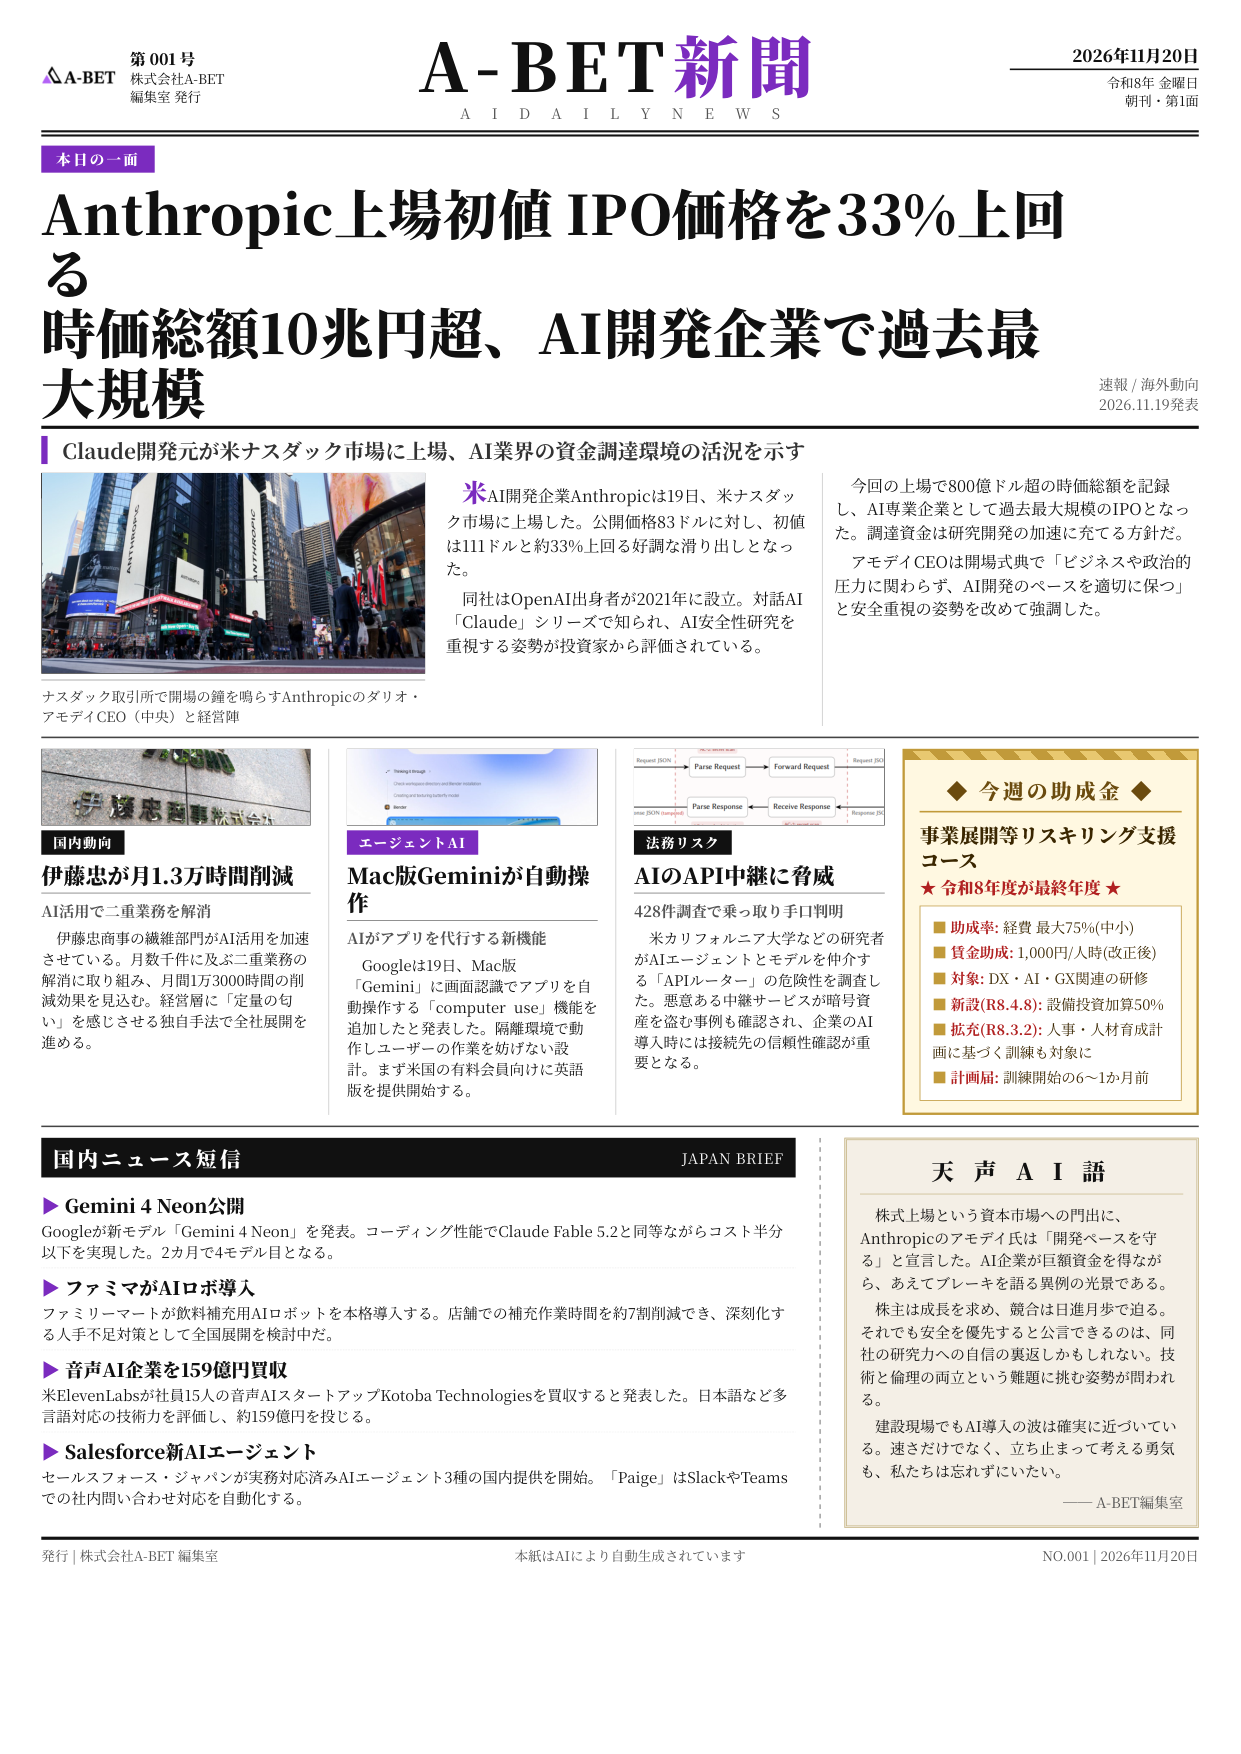 A-BET
第 001 号
株式会社A-BET
編集室 発行
A-BET新聞
A I D A I L Y N E W S
2026年11月20日
令和8年 金曜日
朝刊・第1面
本日の一面
Anthropic上場初値 IPO価格を33%上回
る
時価総額10兆円超、AI開発企業で過去最
大規模
速報 / 海外動向
2026.11.19発表
Claude開発元が米ナスダック市場に上場、AI業界の資金調達環境の活況を示す
ANTHROPIC
ANTHROPIC
ANTHROPIC
ナスダック取引所で開場の鐘を鳴らすAnthropicのダリオ・
アモデイCEO（中央）と経営陣
米AI開発企業Anthropicは19日、米ナスダッ
ク市場に上場した。公開価格83ドルに対し、初値
は111ドルと約33%上回る好調な滑り出しとなっ
た。
同社はOpenAI出身者が2021年に設立。対話AI
「Claude」シリーズで知られ、AI安全性研究を
重視する姿勢が投資家から評価されている。
今回の上場で800億ドル超の時価総額を記録
し、AI専業企業として過去最大規模のIPOとなっ
た。調達資金は研究開発の加速に充てる方針だ。
アモデイCEOは開場式典で「ビジネスや政治的
圧力に関わらず、AI開発のペースを適切に保つ」
と安全重視の姿勢を改めて強調した。
伊藤忠商事株式会社
国内動向
伊藤忠が月1.3万時間削減
AI活用で二重業務を解消
伊藤忠商事の繊維部門がAI活用を加速
させている。月数千件に及ぶ二重業務の
解消に取り組み、月間1万3000時間の削
減効果を見込む。経営層に「定量の匂
い」を感じさせる独自手法で全社展開を
進める。
Thinking it through
Check workspace directory and Blender installation
Creating and texturing butterfly model
Blender
エージェントAI
Mac版Geminiが自動操
作
AIがアプリを代行する新機能
Googleは19日、Mac版
「Gemini」に画面認識でアプリを自
動操作する「computer use」機能を
追加したと発表した。隔離環境で動
作しユーザーの作業を妨げない設
計。まず米国の有料会員向けに英語
版を提供開始する。
Request JSON
Parse Request
Forward Request
Request JSO
Parse Response
Receive Response
Response JSO
法務リスク
AIのAPI中継に脅威
428件調査で乗っ取り手口判明
米カリフォルニア大学などの研究者
がAIエージェントとモデルを仲介す
る「APIルーター」の危険性を調査し
た。悪意ある中継サービスが暗号資
産を盗む事例も確認され、企業のAI
導入時には接続先の信頼性確認が重
要となる。
◆ 今週の助成金 ◆
事業展開等リスキリング支援
コース
★ 令和8年度が最終年度 ★
■ 助成率: 経費 最大75%(中小)
■ 賃金助成: 1,000円/人時(改正後)
■ 対象: DX・AI・GX関連の研修
■ 新設(R8.4.8): 設備投資加算50%
■ 拡充(R8.3.2): 人事・人材育成計
画に基づく訓練も対象に
■ 計画届: 訓練開始の6〜1か月前
国内ニュース短信
JAPAN BRIEF
▶ Gemini 4 Neon公開
Googleが新モデル「Gemini 4 Neon」を発表。コーディング性能でClaude Fable 5.2と同等ながらコスト半分
以下を実現した。2カ月で4モデル目となる。
▶ ファミマがAIロボ導入
ファミリーマートが飲料補充用AIロボットを本格導入する。店舗での補充作業時間を約7割削減でき、深刻化す
る人手不足対策として全国展開を検討中だ。
▶ 音声AI企業を159億円買収
米ElevenLabsが社員15人の音声AIスタートアップKotoba Technologiesを買収すると発表した。日本語など多
言語対応の技術力を評価し、約159億円を投じる。
▶ Salesforce新AIエージェント
セールスフォース・ジャパンが実務対応済みAIエージェント3種の国内提供を開始。「Paige」はSlackやTeams
での社内問い合わせ対応を自動化する。
天 声 A I 語
株式上場という資本市場への門出に、
Anthropicのアモデイ氏は「開発ペースを守
る」と宣言した。AI企業が巨額資金を得なが
ら、あえてブレーキを語る異例の光景である。
株主は成長を求め、競合は日進月歩で迫る。
それでも安全を優先すると公言できるのは、同
社の研究力への自信の裏返しかもしれない。技
術と倫理の両立という難題に挑む姿勢が問われ
る。
建設現場でもAI導入の波は確実に近づいてい
る。速さだけでなく、立ち止まって考える勇気
も、私たちは忘れずにいたい。
―― A-BET編集室
発行 | 株式会社A-BET 編集室
本紙はAIにより自動生成されています
NO.001 | 2026年11月20日